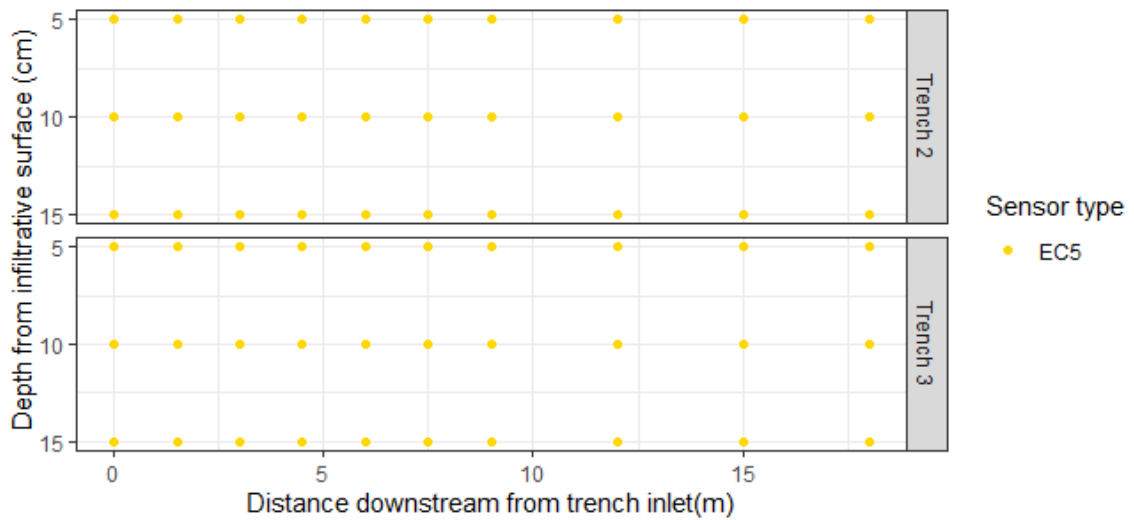 Depth from infiltrative surface (cm)
5
10
15
Trench 2
5
10
15
Trench 3
0
5
10
15
Distance downstream from trench inlet(m)
Sensor type
EC5